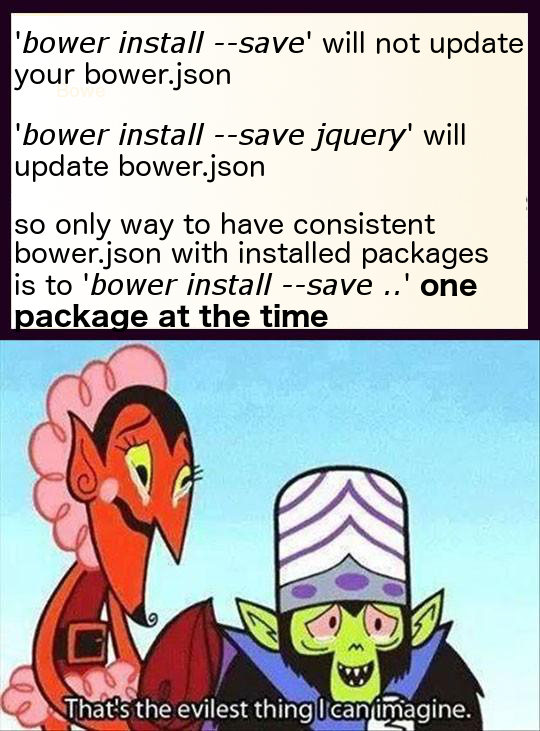 'bower install --save' will not update
your bower.json
'bower install --save jquery' will
update bower.json
so only way to have consistent
bower.json with installed packages
is to 'bower install --save ..' one
package at the time
That's the evilest thing I can imagine.